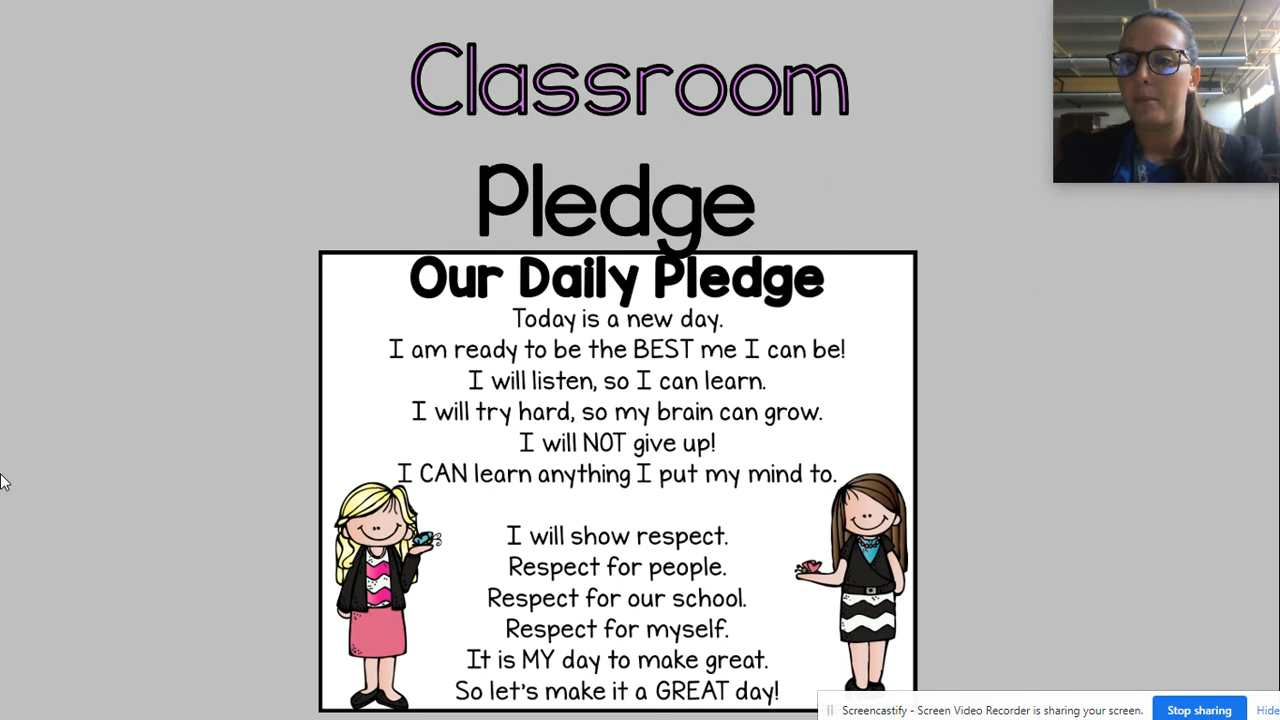 Classroom
Pledge
Our Daily Pledge
Today is a new day.
I am ready to be the BEST me I can be!
I will listen, so I can learn.
I will try hard, so my brain can grow.
I will NOT give up!
I CAN learn anything I put my mind to.
I will show respect.
Respect for people.
Respect for our school.
Respect for myself.
It is MY day to make great.
So let's make it a GREAT day!
Screencastify - Screen Video Recorder is sharing your screen. Stop sharing Hide